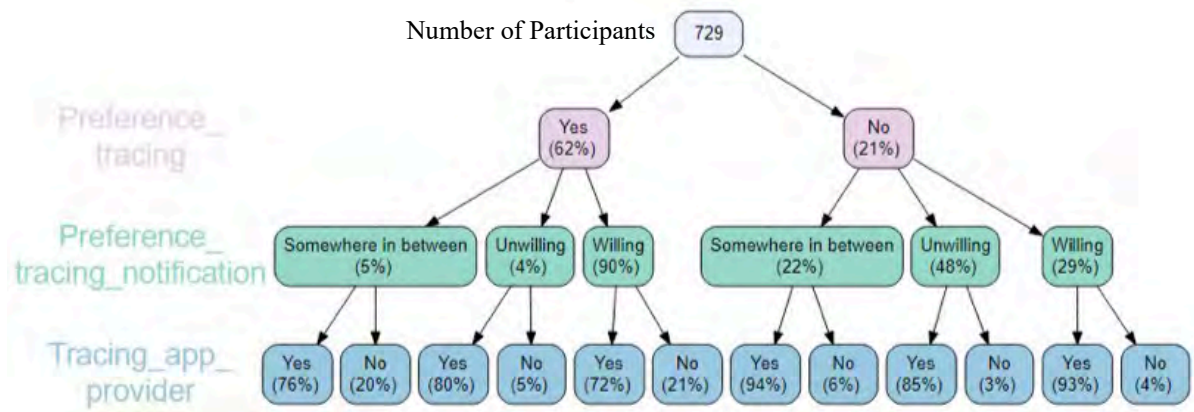 Number of Participants 729
Preference_
tracing
Yes
(62%)
No
(21%)
Preference_
tracing_notification
Somewhere in between
(5%)
Unwilling
(4%)
Willing
(90%)
Somewhere in between
(22%)
Unwilling
(48%)
Willing
(29%)
Tracing_app_
provider
Yes
(76%)
No
(20%)
Yes
(80%)
No
(5%)
Yes
(72%)
No
(21%)
Yes
(94%)
No
(6%)
Yes
(85%)
No
(3%)
Yes
(93%)
No
(4%)